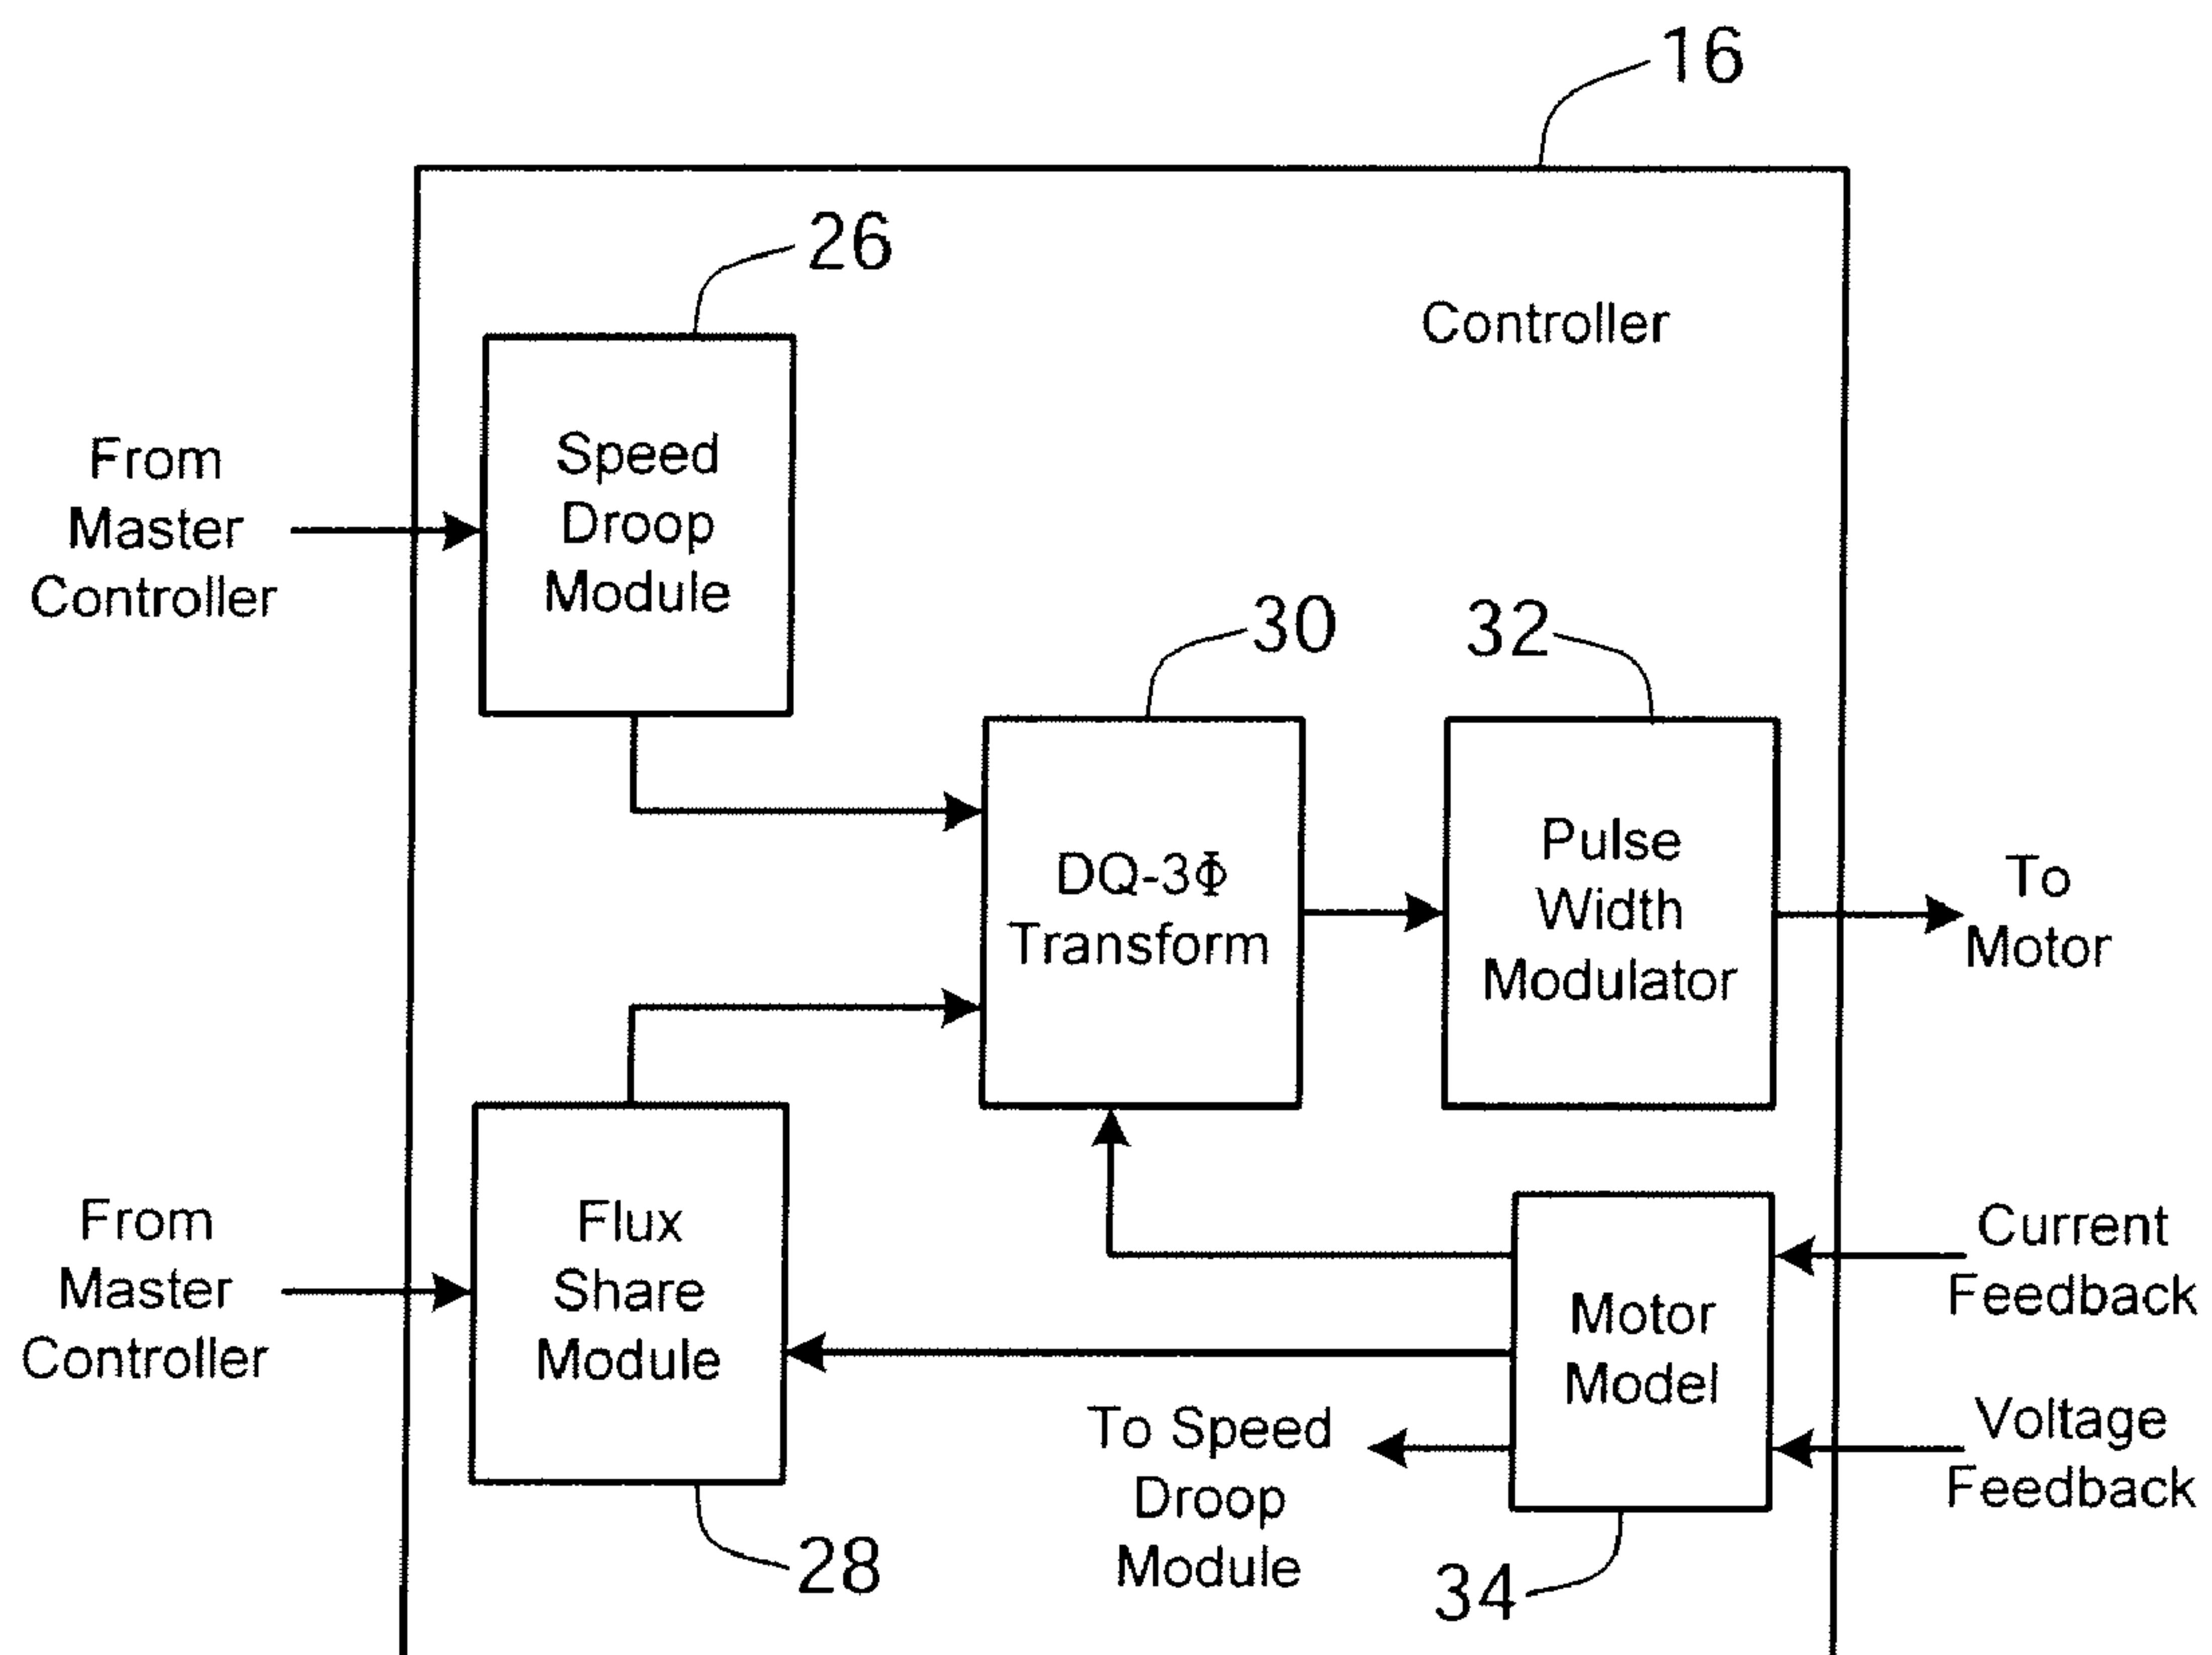 16
26
Controller
From
Master
Controller
Speed
Droop
Module
30
32
DQ-3Φ
Transform
Pulse
Width
Modulator
To
Motor
From
Master
Controller
Flux
Share
Module
Motor
Model
Current
Feedback
Voltage
Feedback
To Speed
Droop
Module
28
34